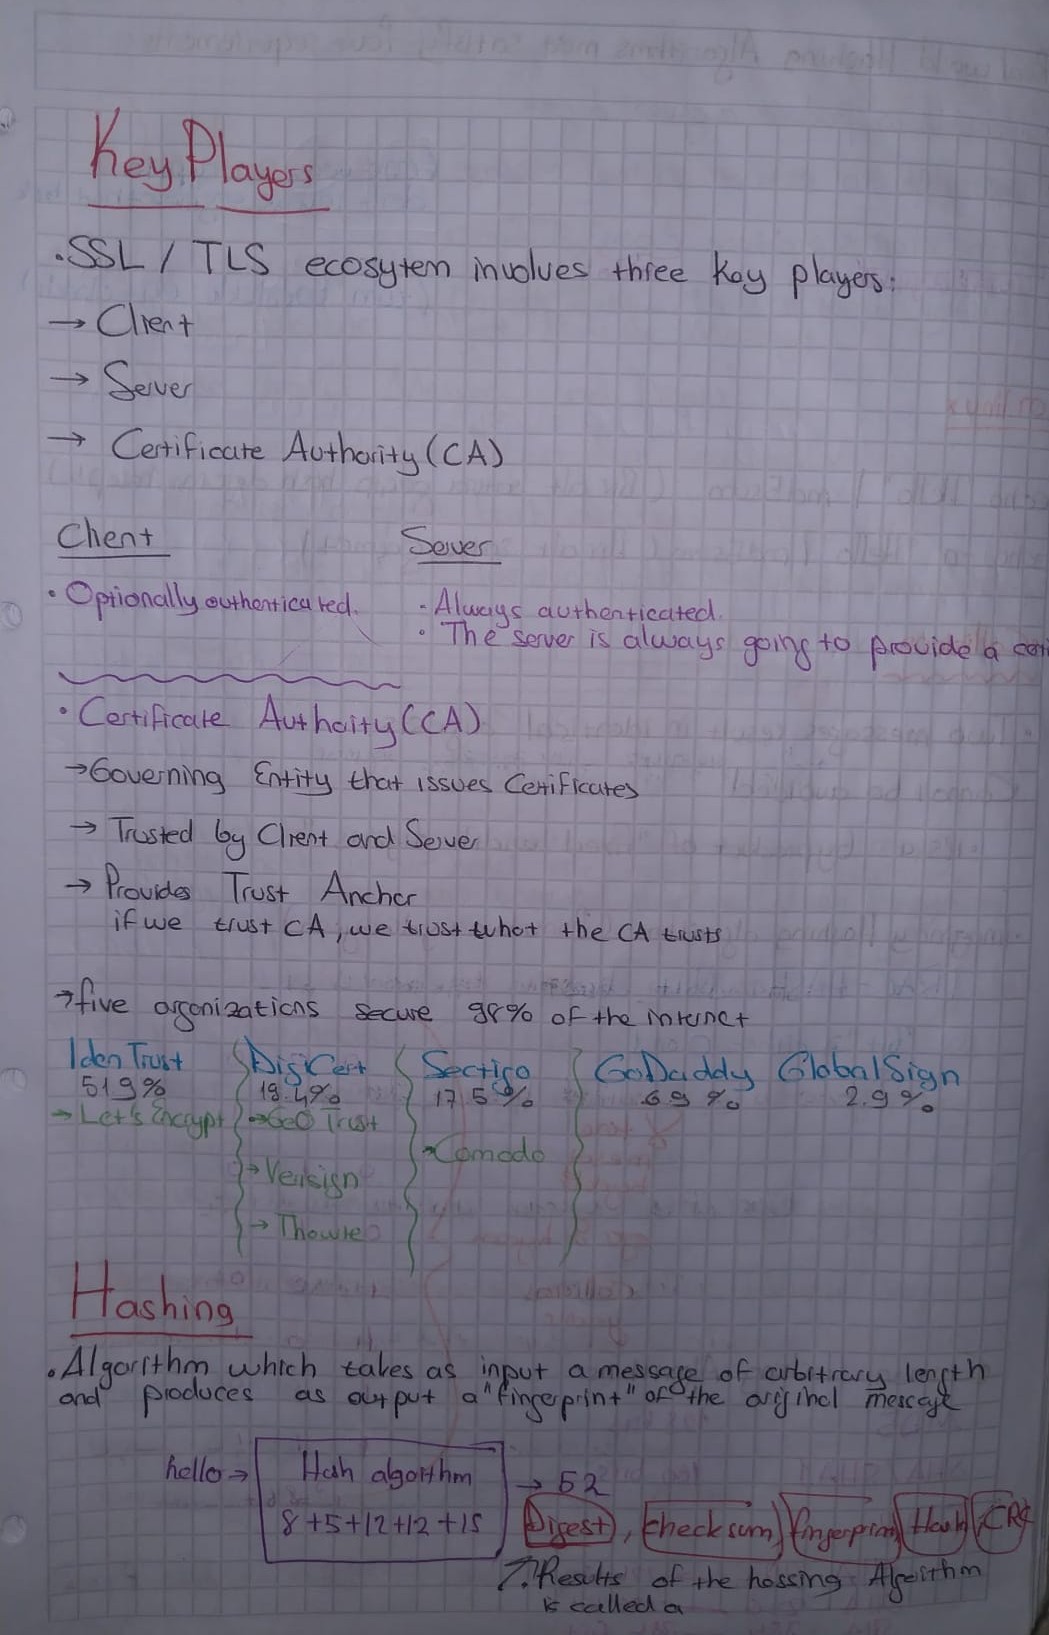 Key Players
.SSL / TLS ecosytem involves three Key players:
→ Client
→ Server
→ Certificate Authority (CA)
Client Server
• Optionally authenticated. - Always authenticated.
• The server is always going to provide a
• Certificate Authority (CA)
→ Governing Entity that issues Certificates
→ Trusted by Client and Server
→ Provides Trust Anchor
if we trust CA, we trust what the CA trusts
→ five organizations secure 98% of the internet
IdenTrust DigiCert Sectigo GoDaddy GlobalSign
51.9% 19.4% 17.5% 6.9 % 2.9 %
→ Let's Encrypt → GeO Trust
→ Comodo
→ Verisign
→ Thawte
Hashing
. Algorithm which takes as input a message of arbitrary length
and produces as output a "fingerprint" of the original message
hello → Hash algorithm → 52
8 +5+12+12 +15 Digest, checksum, fingerprint, Hash, CRC
↗. Results of the hassing Algorithm
is called a